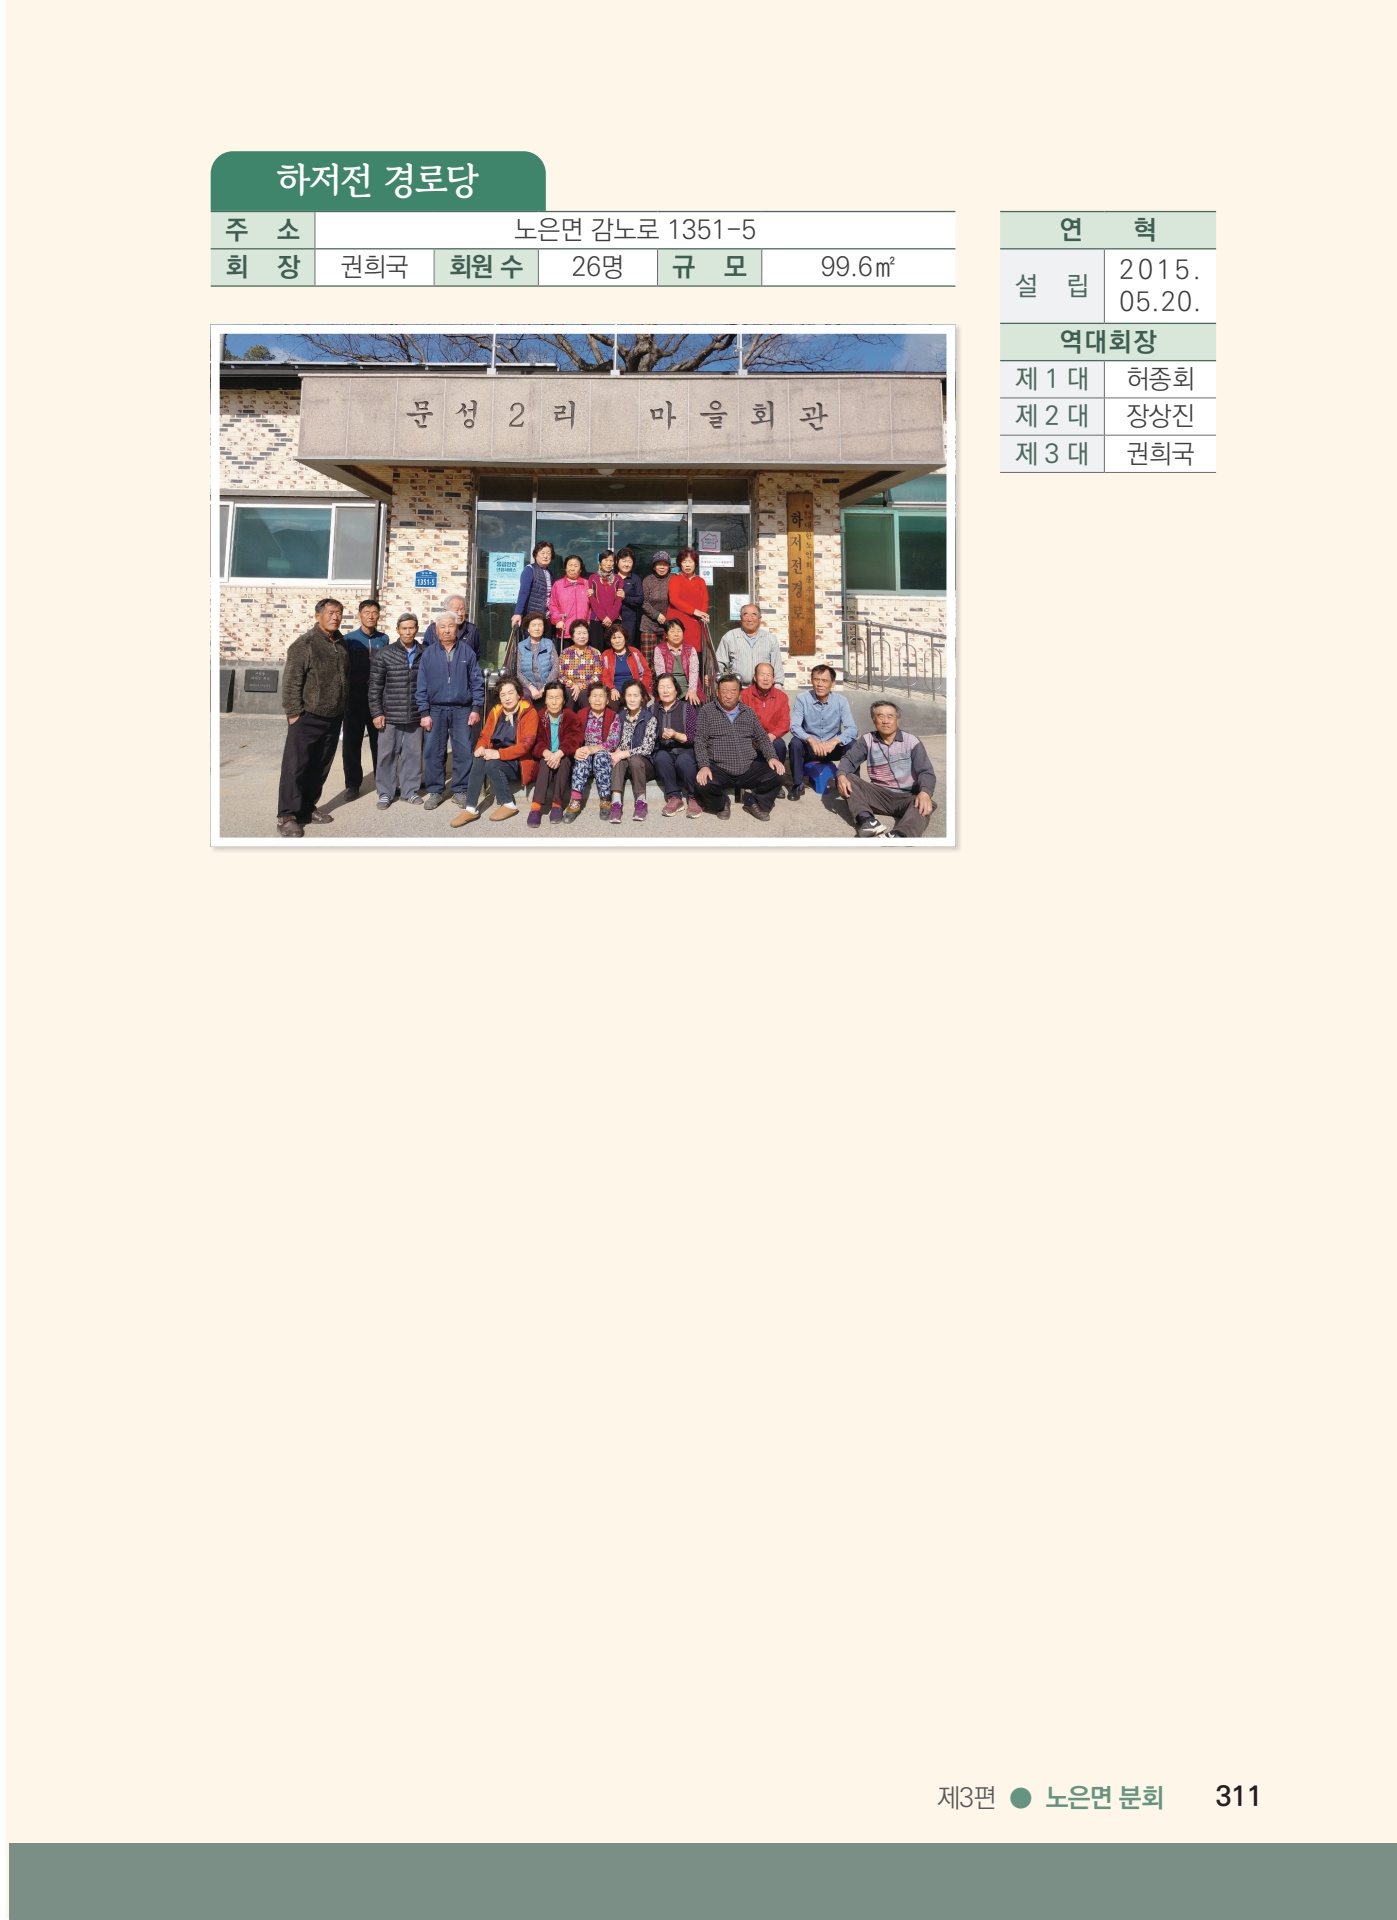 하저전 경로당
주 소 노은면 감노로 1351-5
회 장 권희국 회원 수 26명 규 모 99.6㎡
연 혁
설 립 2015.
05.20.
역대회장
제 1 대 허종회
제 2 대 장상진
제 3 대 권희국
문성2리 마을회관
하저전경로당
1351-5
제3편 ● 노은면 분회 311